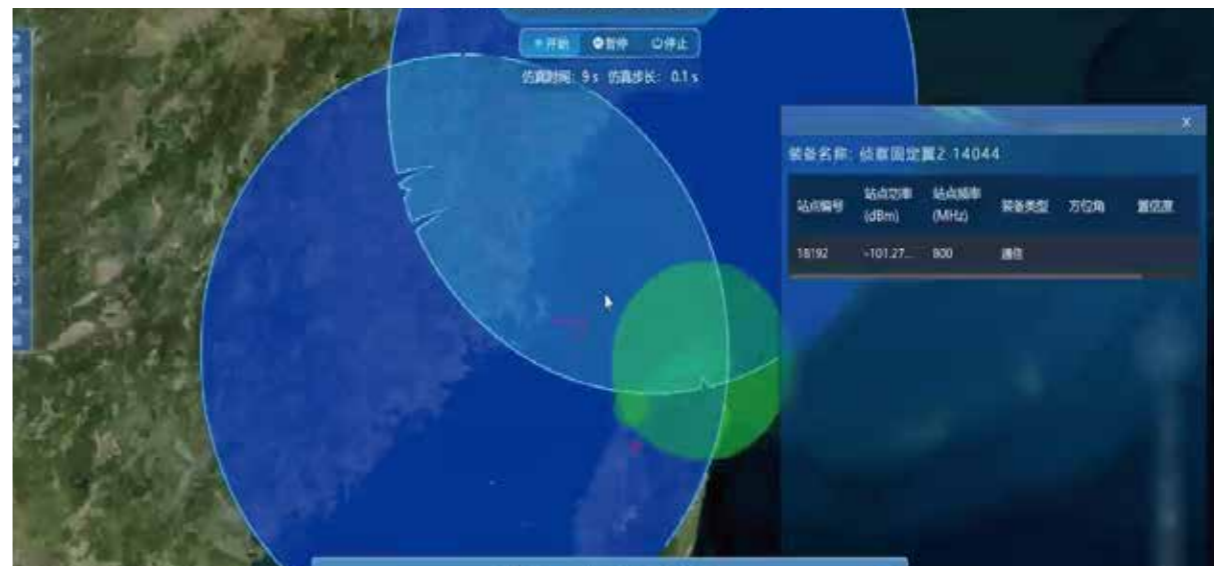 开始 暂停 停止
仿真时间: 9 s 仿真步长: 0.1 s
x
装备名称: 侦察固定置2 14044
站点编号 站点功率(dBm) 站点频率(MHz) 装备类型 方位角 置信度
18192 -101.27... 800 通信